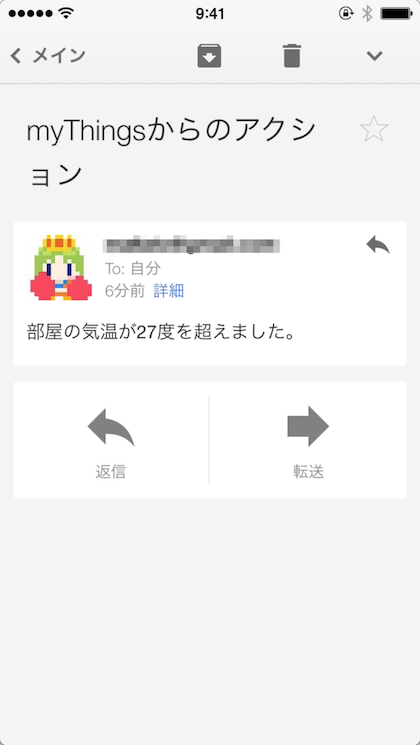 9:41
メイン
myThingsからのアクシ
ョン
To: 自分
6分前 詳細
部屋の気温が27度を超えました。
返信
転送